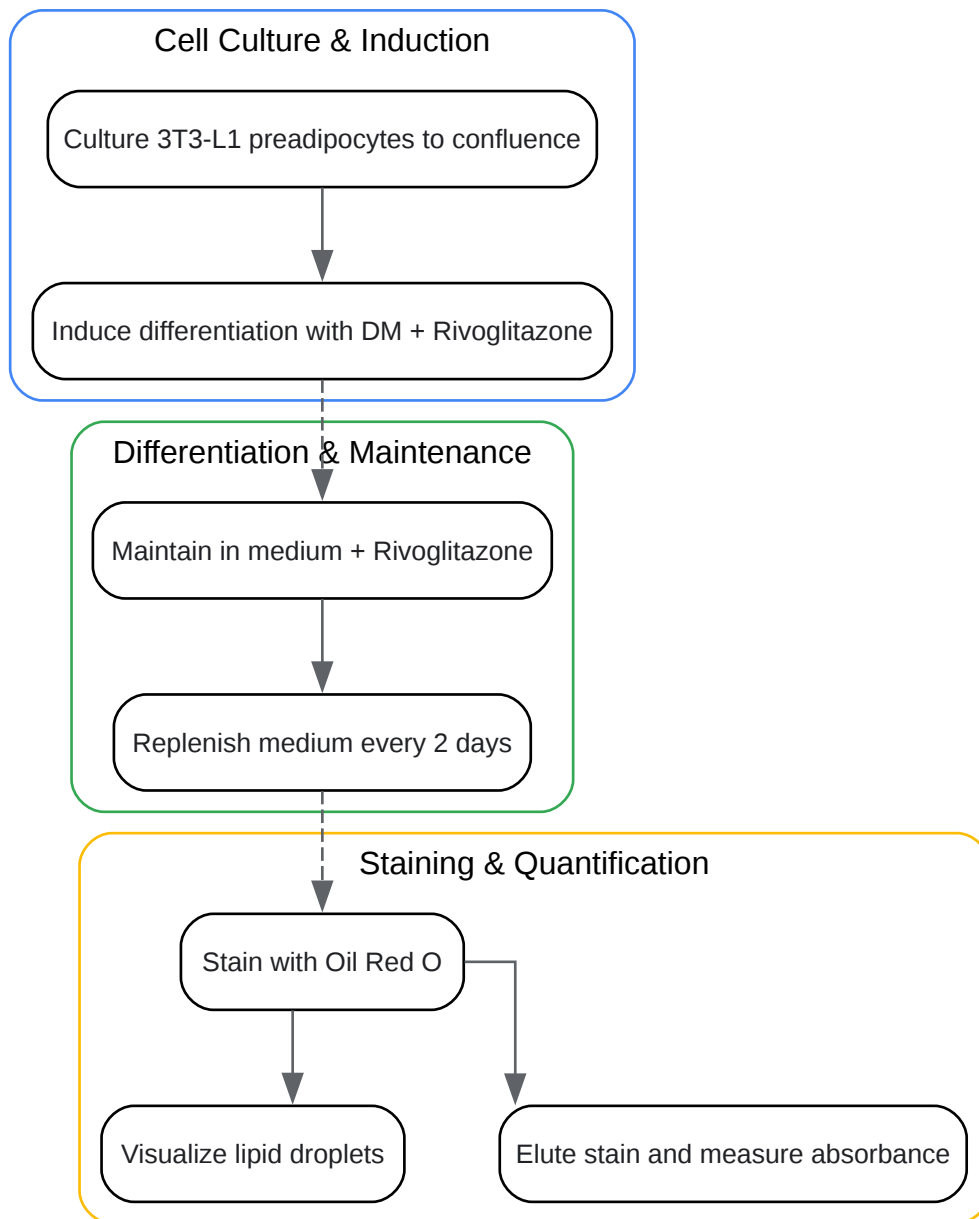 Cell Culture & Induction
Culture 3T3-L1 preadipocytes to confluence
Induce differentiation with DM + Rivoglitazone
Differentiation & Maintenance
Maintain in medium + Rivoglitazone
Replenish medium every 2 days
Staining & Quantification
Stain with Oil Red O
Visualize lipid droplets
Elute stain and measure absorbance